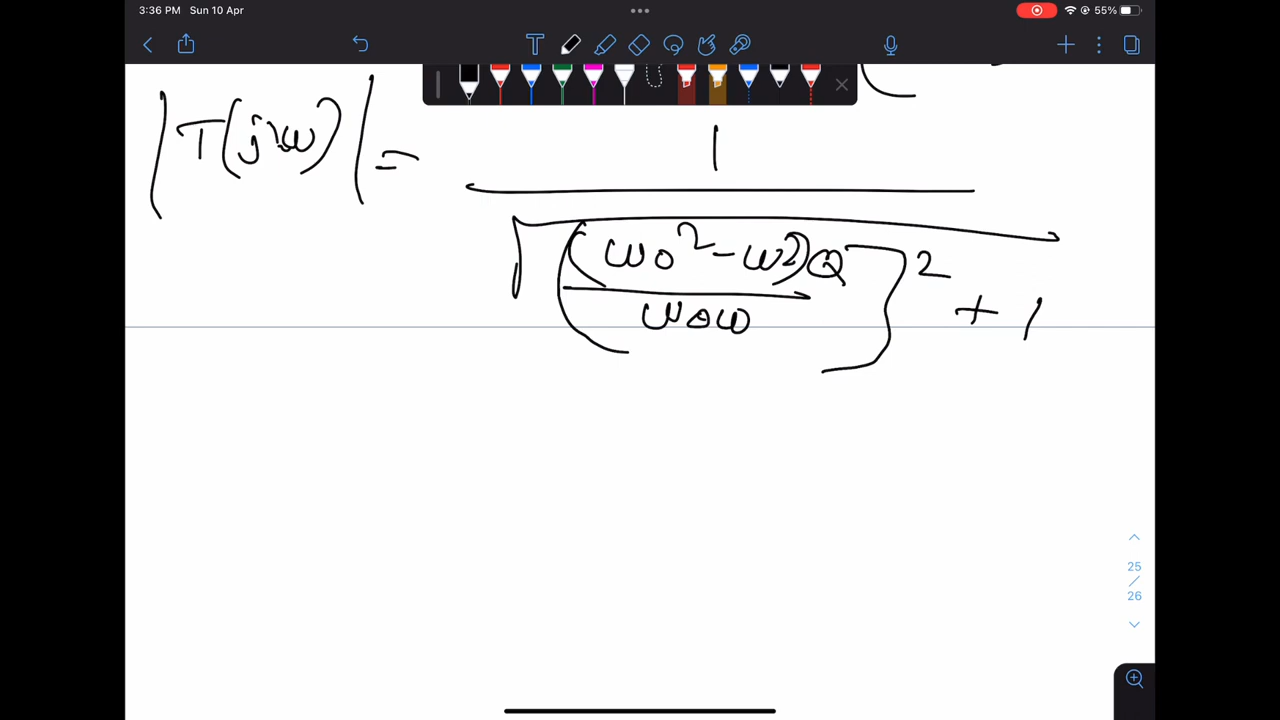 3:36 PM Sun 10 Apr
55%
|T(jω)| =
1
√( ( (ω0² - ω²)Q
ω0ω )² + 1
25
/
26